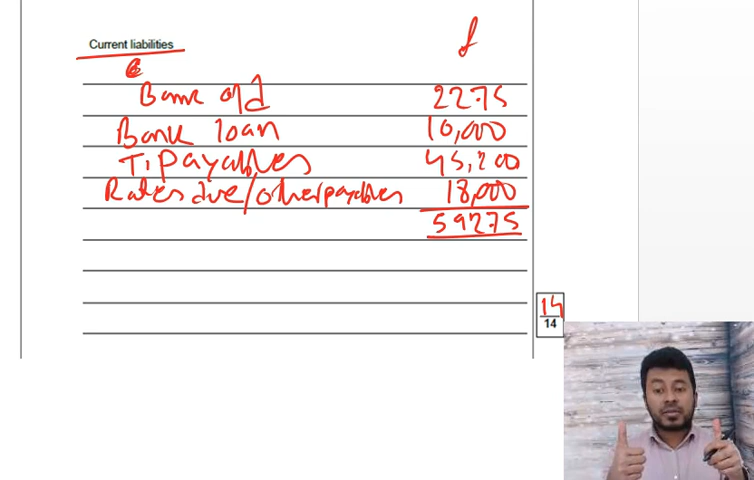 £
Current liabilities
Bank o/d 2275
Bank loan 10,000
T. payables 45,200
Rates due/other payables 18,000
59275
14
14